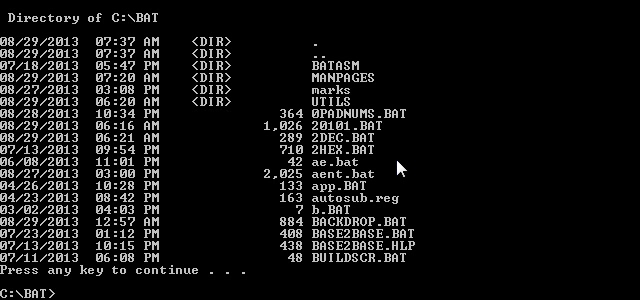 Directory of C:\BAT
08/29/2013  07:37 AM    <DIR>          .
08/29/2013  07:37 AM    <DIR>          ..
07/18/2013  05:47 PM    <DIR>          BATASM
08/29/2013  07:20 AM    <DIR>          MANPAGES
08/27/2013  03:08 PM    <DIR>          marks
08/29/2013  06:20 AM    <DIR>          UTILS
08/28/2013  10:34 PM               364 0PADNUMS.BAT
08/29/2013  06:16 AM             1,026 20101.BAT
08/29/2013  06:21 AM               289 2DEC.BAT
07/13/2013  09:54 PM               710 2HEX.BAT
06/08/2013  11:01 PM                42 ae.bat
08/27/2013  03:00 PM             2,025 aent.bat
04/26/2013  10:28 PM               133 app.BAT
04/23/2013  08:42 PM               163 autosub.reg
03/02/2013  04:03 PM                 7 b.BAT
08/29/2013  12:57 AM               884 BACKDROP.BAT
07/23/2013  01:12 PM               408 BASE2BASE.BAT
07/13/2013  10:15 PM               438 BASE2BASE.HLP
07/11/2013  06:08 PM                48 BUILDSCR.BAT
Press any key to continue . . .
C:\BAT>